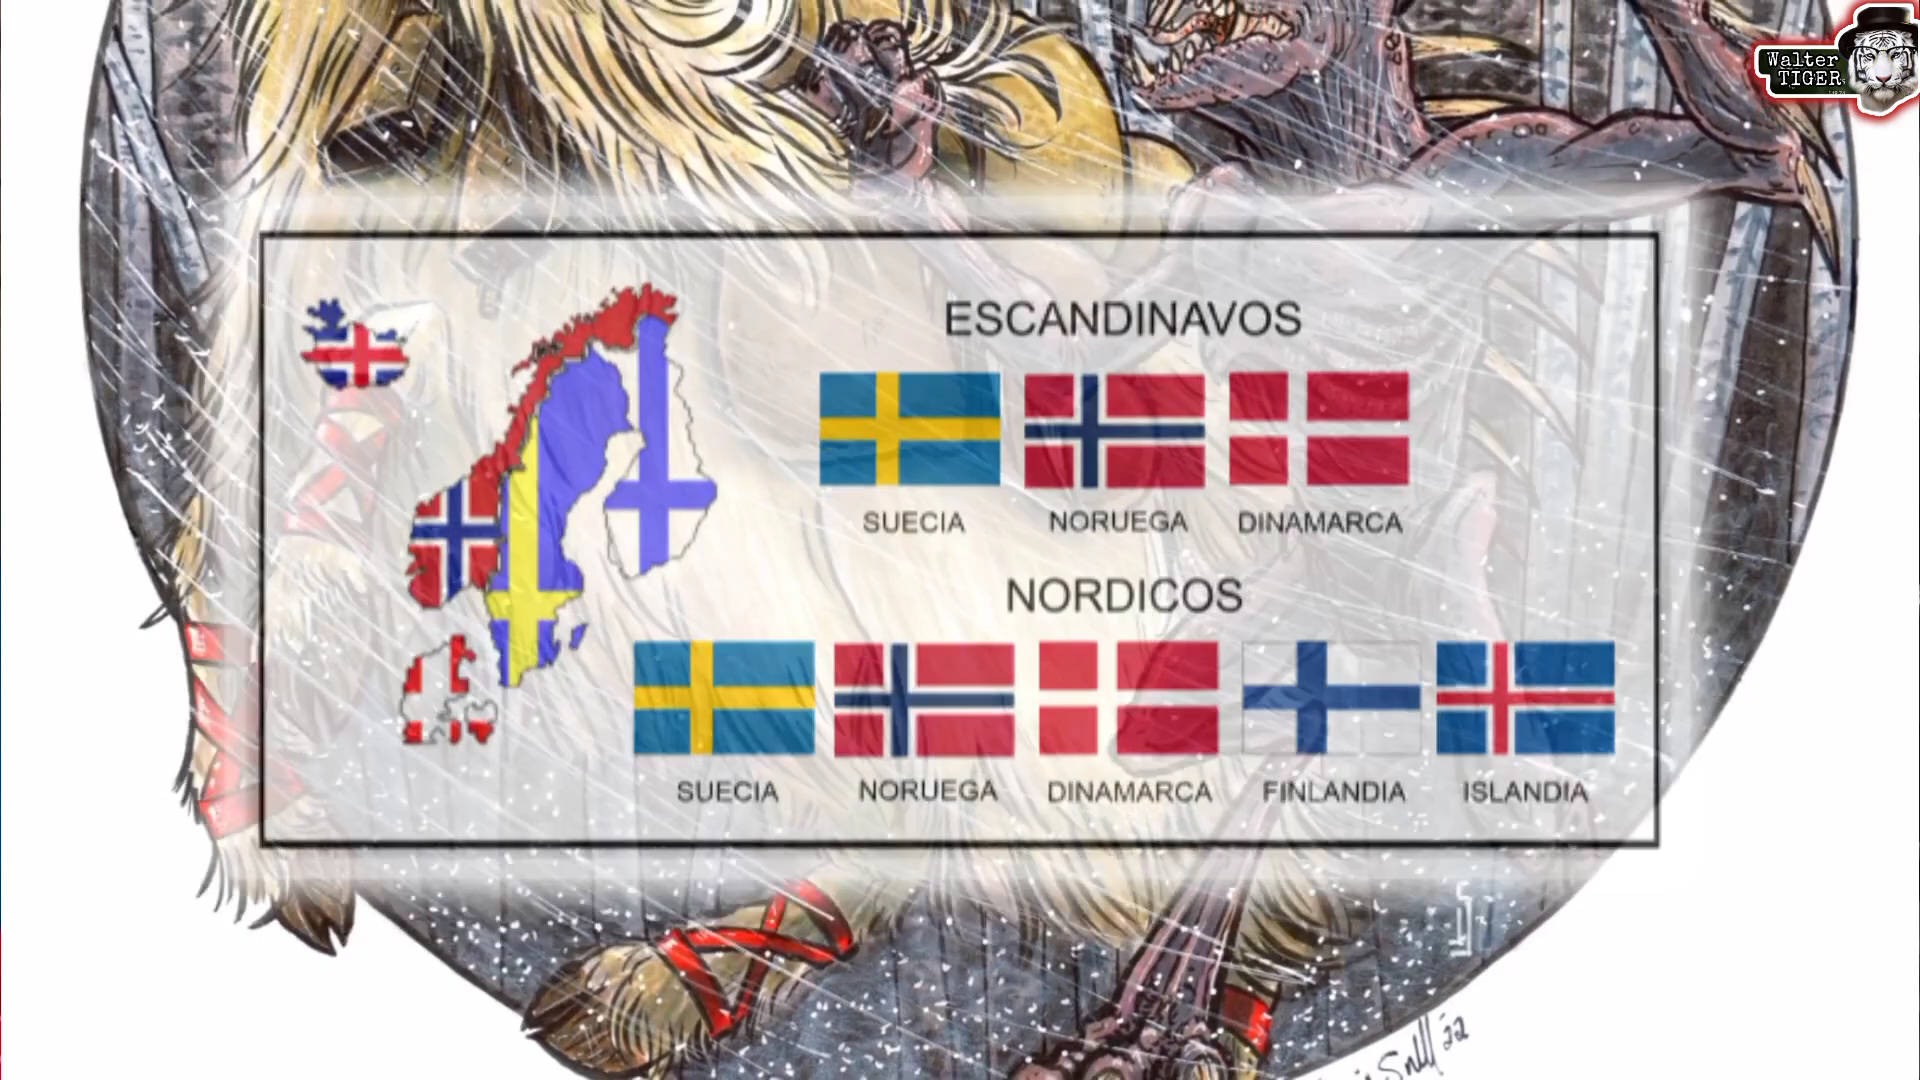 Walter
TIGER
ESCANDINAVOS
SUECIA NORUEGA DINAMARCA
NORDICOS
SUECIA NORUEGA DINAMARCA FINLANDIA ISLANDIA